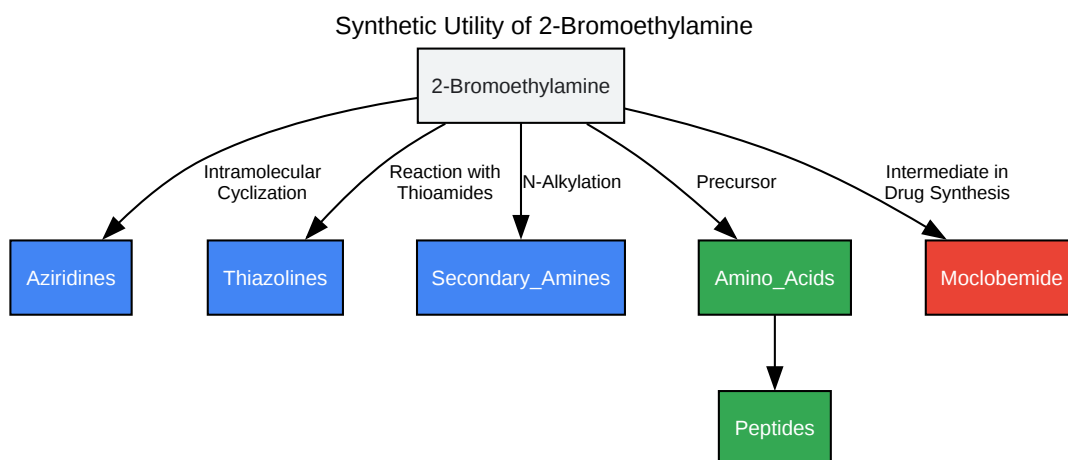 Synthetic Utility of 2-Bromoethylamine
2-Bromoethylamine
Intramolecular
Cyclization
Reaction with
Thioamides
N-Alkylation
Precursor
Intermediate in
Drug Synthesis
Aziridines
Thiazolines
Secondary_Amines
Amino_Acids
Moclobemide
Peptides